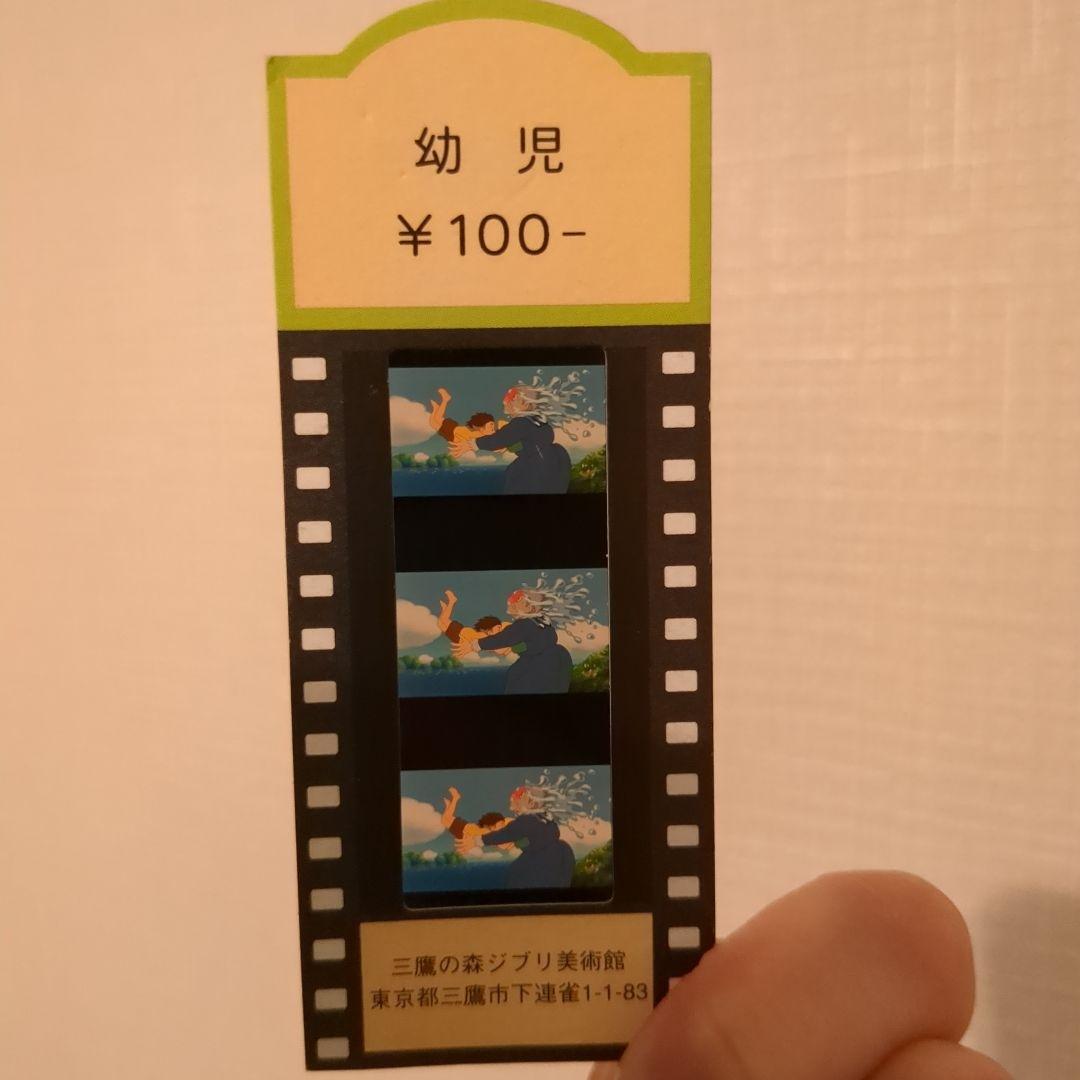 幼 児
¥100-
三鷹の森ジブリ美術館
東京都三鷹市下連雀1-1-83